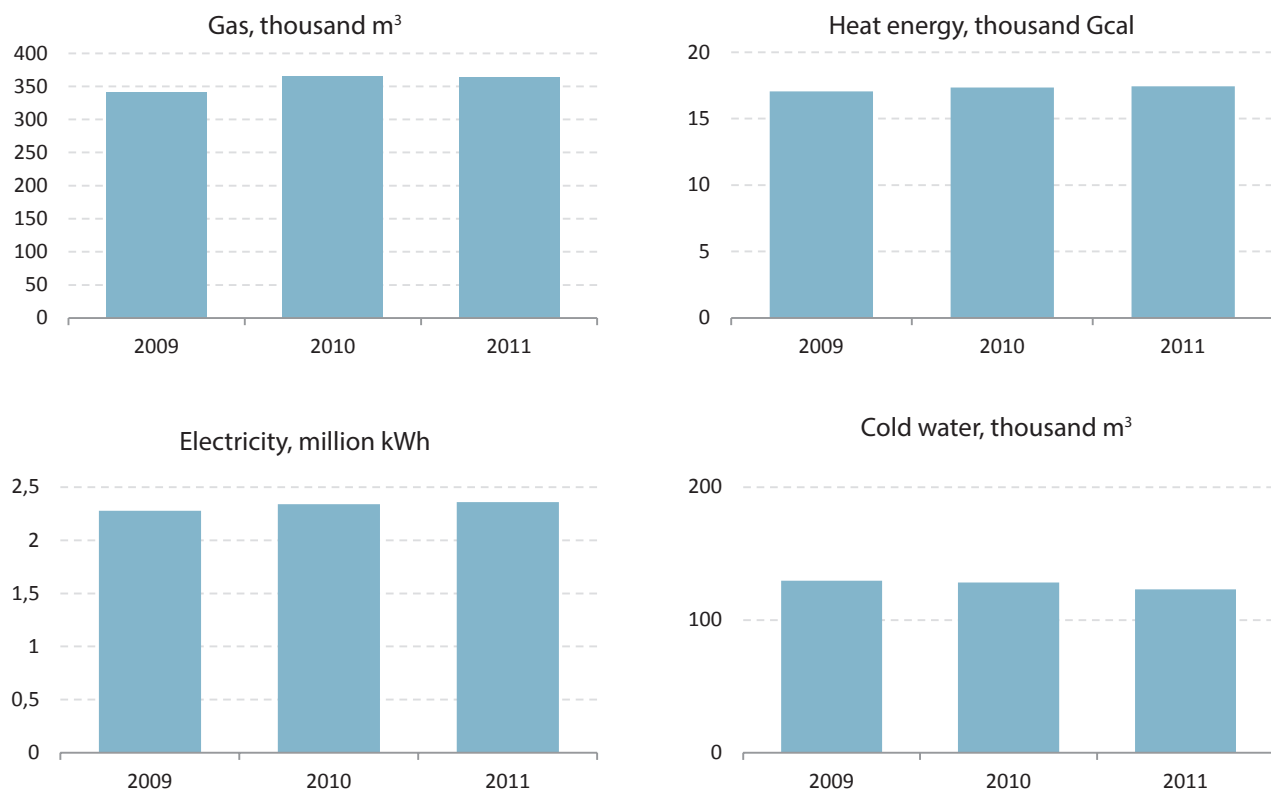 Gas, thousand m³
400
350
300
250
200
150
100
50
0
2009 2010 2011
Heat energy, thousand Gcal
20
15
10
5
0
2009 2010 2011
Electricity, million kWh
2,5
2
1,5
1
0,5
0
2009 2010 2011
Cold water, thousand m³
200
100
0
2009 2010 2011